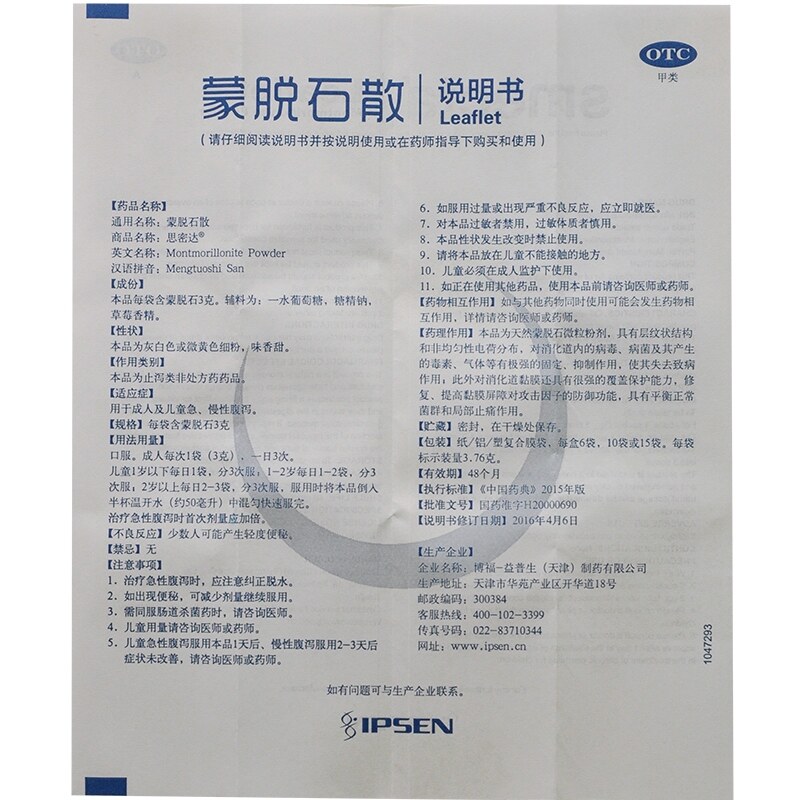 OTC
甲类
蒙脱石散
说明书
Leaflet
(请仔细阅读说明书并按说明使用或在药师指导下购买和使用)
【药品名称】
通用名称：蒙脱石散
商品名称：思密达®
英文名称：Montmorillonite Powder
汉语拼音：Mengtuoshi San
【成份】
本品每袋含蒙脱石3克。辅料为：一水葡萄糖，糖精钠，
草莓香精。
【性状】
本品为灰白色或微黄色细粉，味香甜。
【作用类别】
本品为止泻类非处方药药品。
【适应症】
用于成人及儿童急、慢性腹泻。
【规格】每袋含蒙脱石3克
【用法用量】
口服。成人每次1袋（3克），一日3次。
儿童1岁以下每日1袋，分3次服，1-2岁每日1-2袋，分3
次服，2岁以上每日2-3袋，分3次服，服用时将本品倒入
半杯温开水（约50毫升）中混匀快速服完。
治疗急性腹泻时首次剂量应加倍。
【不良反应】少数人可能产生轻度便秘。
【禁忌】无
【注意事项】
1．治疗急性腹泻时，应注意纠正脱水。
2．如出现便秘，可减少剂量继续服用。
3．需同服肠道杀菌药时，请咨询医师。
4．儿童用量请咨询医师或药师。
5．儿童急性腹泻服用本品1天后、慢性腹泻服用2-3天后
症状未改善，请咨询医师或药师。
6．如服用过量或出现严重不良反应，应立即就医。
7．对本品过敏者禁用，过敏体质者慎用。
8．本品性状发生改变时禁止使用。
9．请将本品放在儿童不能接触的地方。
10．儿童必须在成人监护下使用。
11．如正在使用其他药品，使用本品前请咨询医师或药师。
【药物相互作用】如与其他药物同时使用可能会发生药物相
互作用，详情请咨询医师或药师。
【药理作用】本品为天然蒙脱石微粒粉剂，具有层纹状结构
和非均匀性电荷分布，对消化道内的病毒、病菌及其产生
的毒素、气体等有极强的固定、抑制作用，使其失去致病
作用；此外对消化道黏膜还具有很强的覆盖保护能力，修
复、提高黏膜屏障对攻击因子的防御功能，具有平衡正常
菌群和局部止痛作用。
【贮藏】密封，在干燥处保存。
【包装】纸/铝/塑复合膜袋，每盒6袋，10袋或15袋。每袋
标示装量3.76克。
【有效期】48个月
【执行标准】《中国药典》2015年版
【批准文号】国药准字H20000690
【说明书修订日期】2016年4月6日
【生产企业】
企业名称：博福-益普生（天津）制药有限公司
生产地址：天津市华苑产业区开华道18号
邮政编码：300384
客服热线：400-102-3399
传真号码：022-83710344
网址：www.ipsen.cn
1047293
如有问题可与生产企业联系。
IPSEN